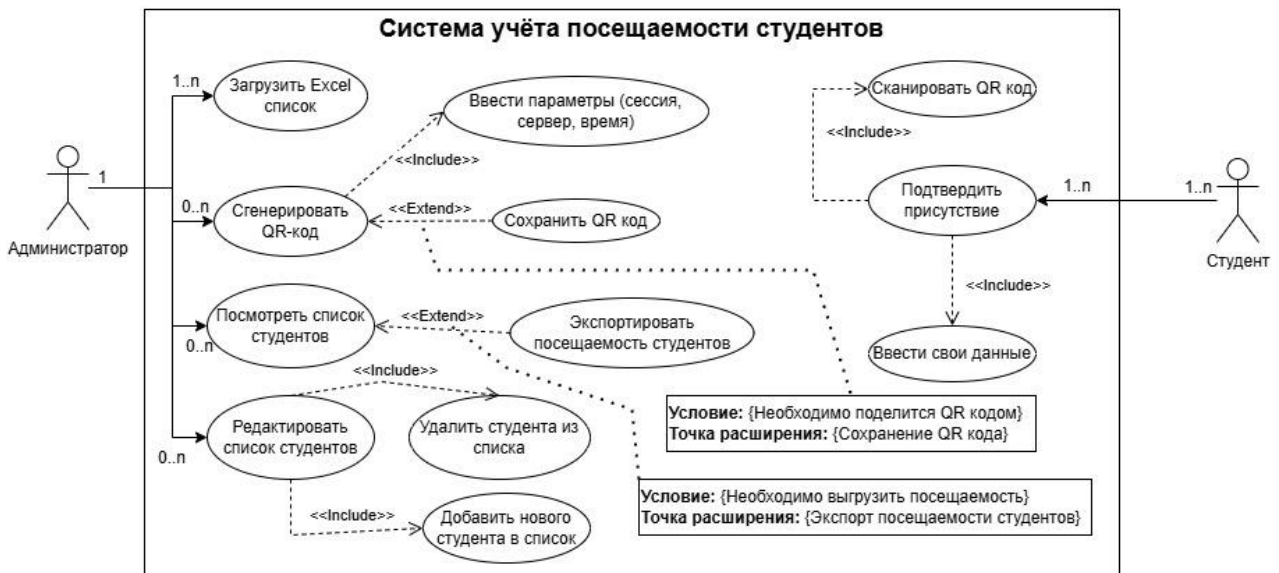 Система учёта посещаемости студентов
1..n
Загрузить Excel
список
Ввести параметры (сессия,
сервер, время)
Сканировать QR код
<<Include>>
<<Include>>
1
Администратор
0..n
Сгенерировать
QR-код
<<Extend>>
Сохранить QR код
Подтвердить
присутствие
1..n
1..n
Студент
<<Include>>
0..n
Посмотреть список
студентов
<<Extend>>
Экспортировать
посещаемость студентов
Ввести свои данные
<<Include>>
0..n
Редактировать
список студентов
Удалить студента из
списка
Условие: {Необходимо поделится QR кодом}
Точка расширения: {Сохранение QR кода}
<<Include>>
Добавить нового
студента в список
Условие: {Необходимо выгрузить посещаемость}
Точка расширения: {Экспорт посещаемости студентов}